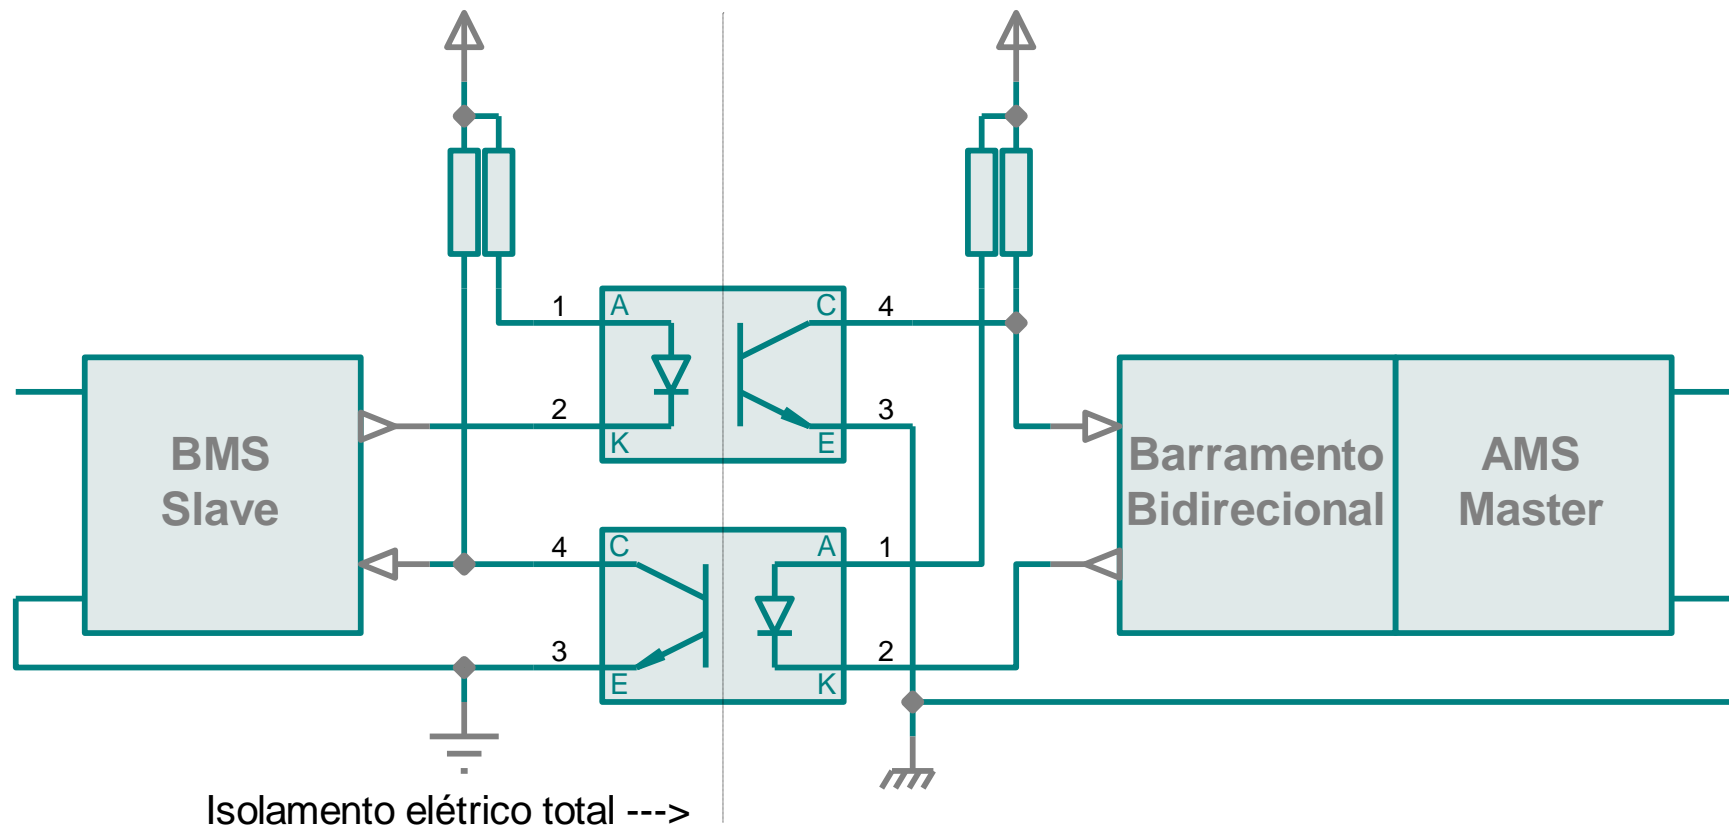 1
A
C
4
2
K
E
3
BMS
Slave
Barramento
Bidirecional
AMS
Master
4
C
A
1
3
E
K
2
Isolamento elétrico total --->